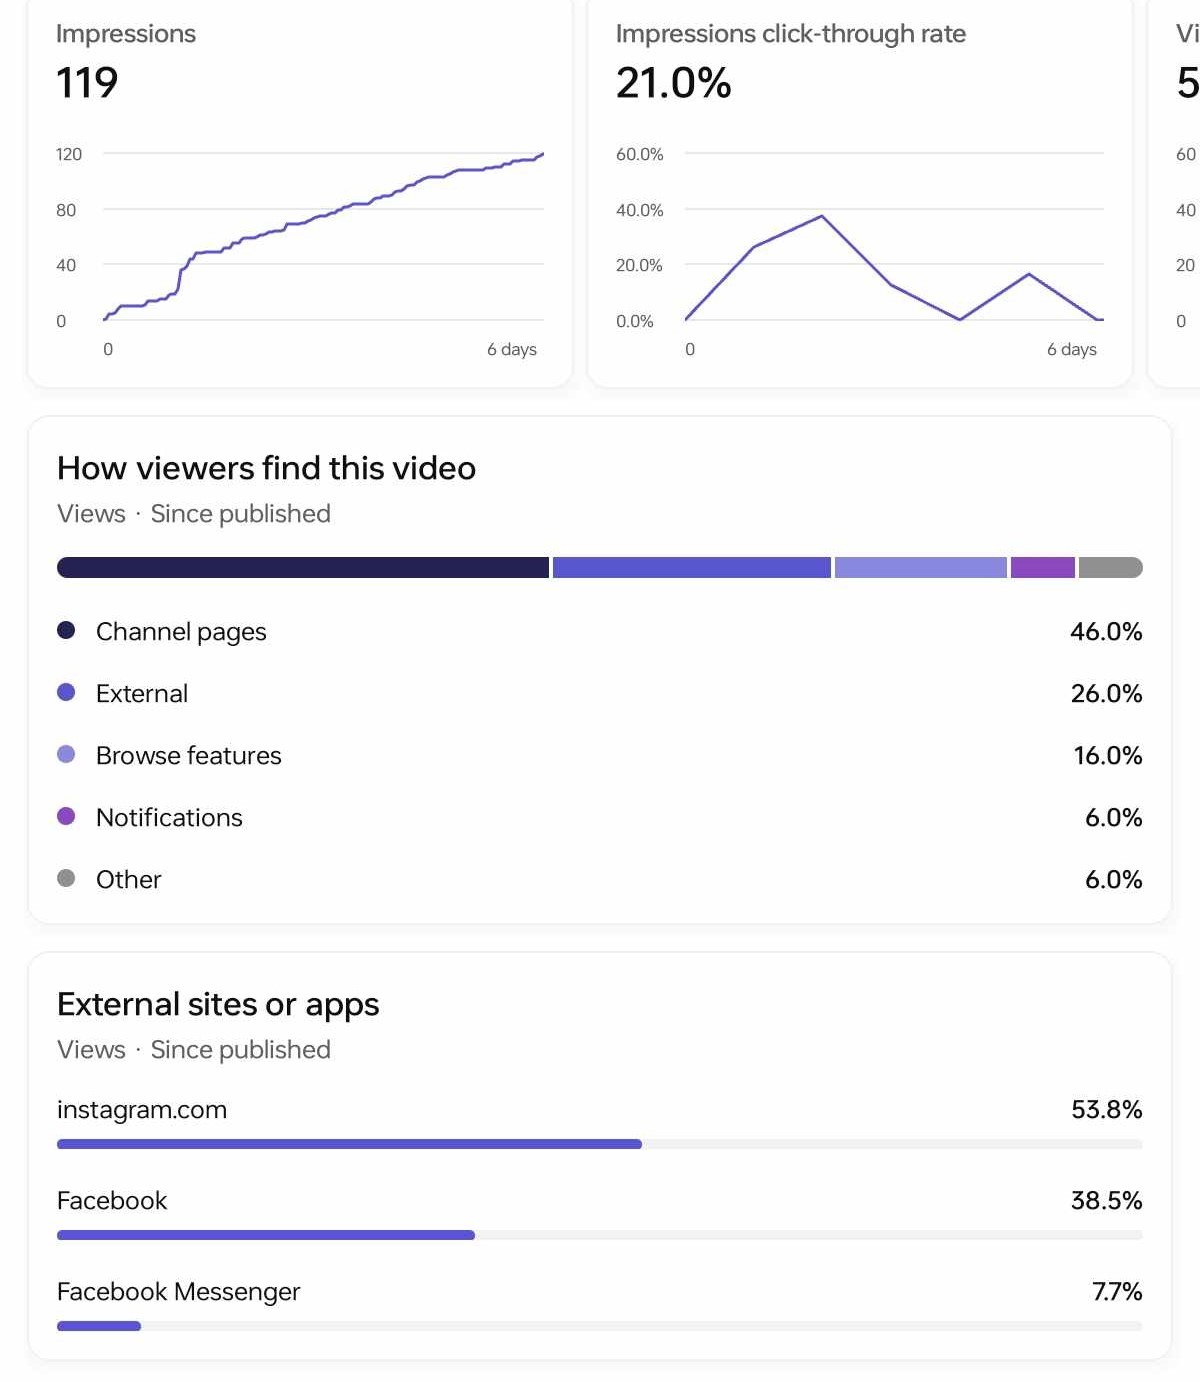 Impressions
119
120
80
40
0
0 6 days
Impressions click-through rate
21.0%
60.0%
40.0%
20.0%
0.0%
0 6 days
60
40
20
0
How viewers find this video
Views · Since published
Channel pages 46.0%
External 26.0%
Browse features 16.0%
Notifications 6.0%
Other 6.0%
External sites or apps
Views · Since published
instagram.com 53.8%
Facebook 38.5%
Facebook Messenger 7.7%